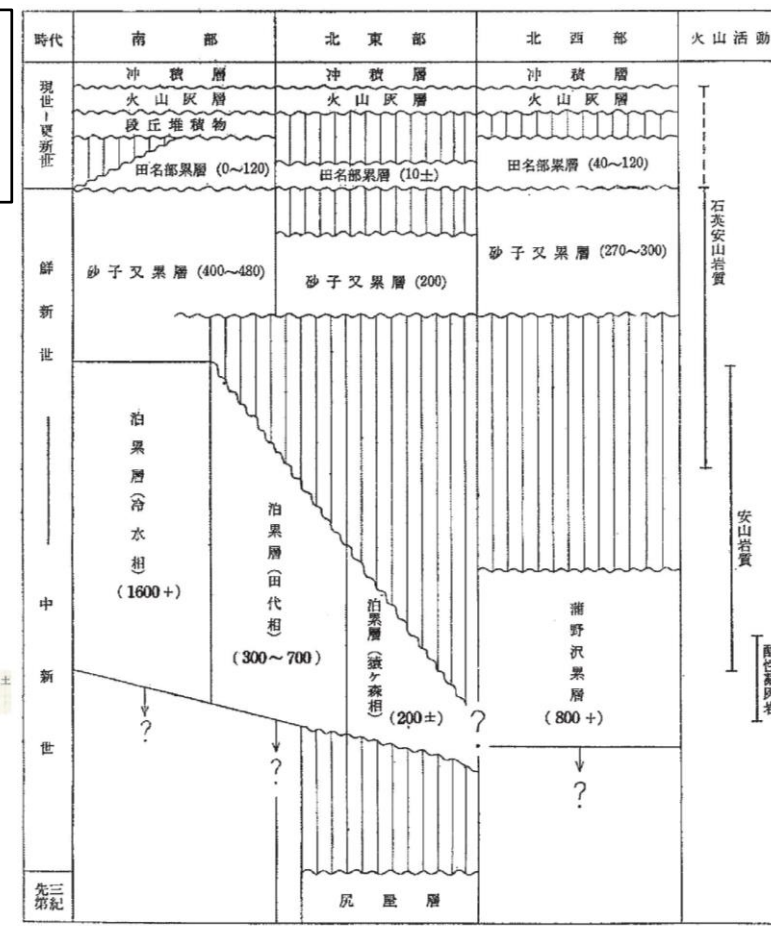 時代 南部 北東部 北西部 火山活動
現世～更新世
冲積層 冲積層 冲積層
火山灰層 火山灰層 火山灰層
段丘堆積物
田名部累層 (0～120) 田名部累層 (10±) 田名部累層 (40～120)
鮮新世
砂子又累層 (400～480) 砂子又累層 (200) 砂子又累層 (270～300)
石英安山岩質
中新世
泊累層(冷水相)
(1600+)
泊累層(田代相)
(300～700)
泊累層(猿ケ森相)
(200±)
蒲野沢累層
(800+)
安山岩質
?
?
?
?
先第三紀
尻屋層
土